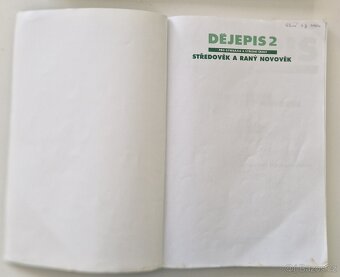 DĚJEPIS 2
PRO GYMNÁZIA A STŘEDNÍ ŠKOLY
STŘEDOVĚK A RANÝ NOVOVĚK